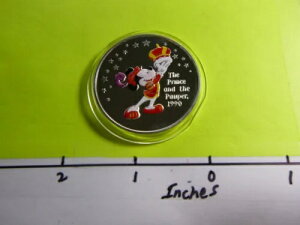 The Prince
and the
Pauper,
1990
2 1 0 1
Inches